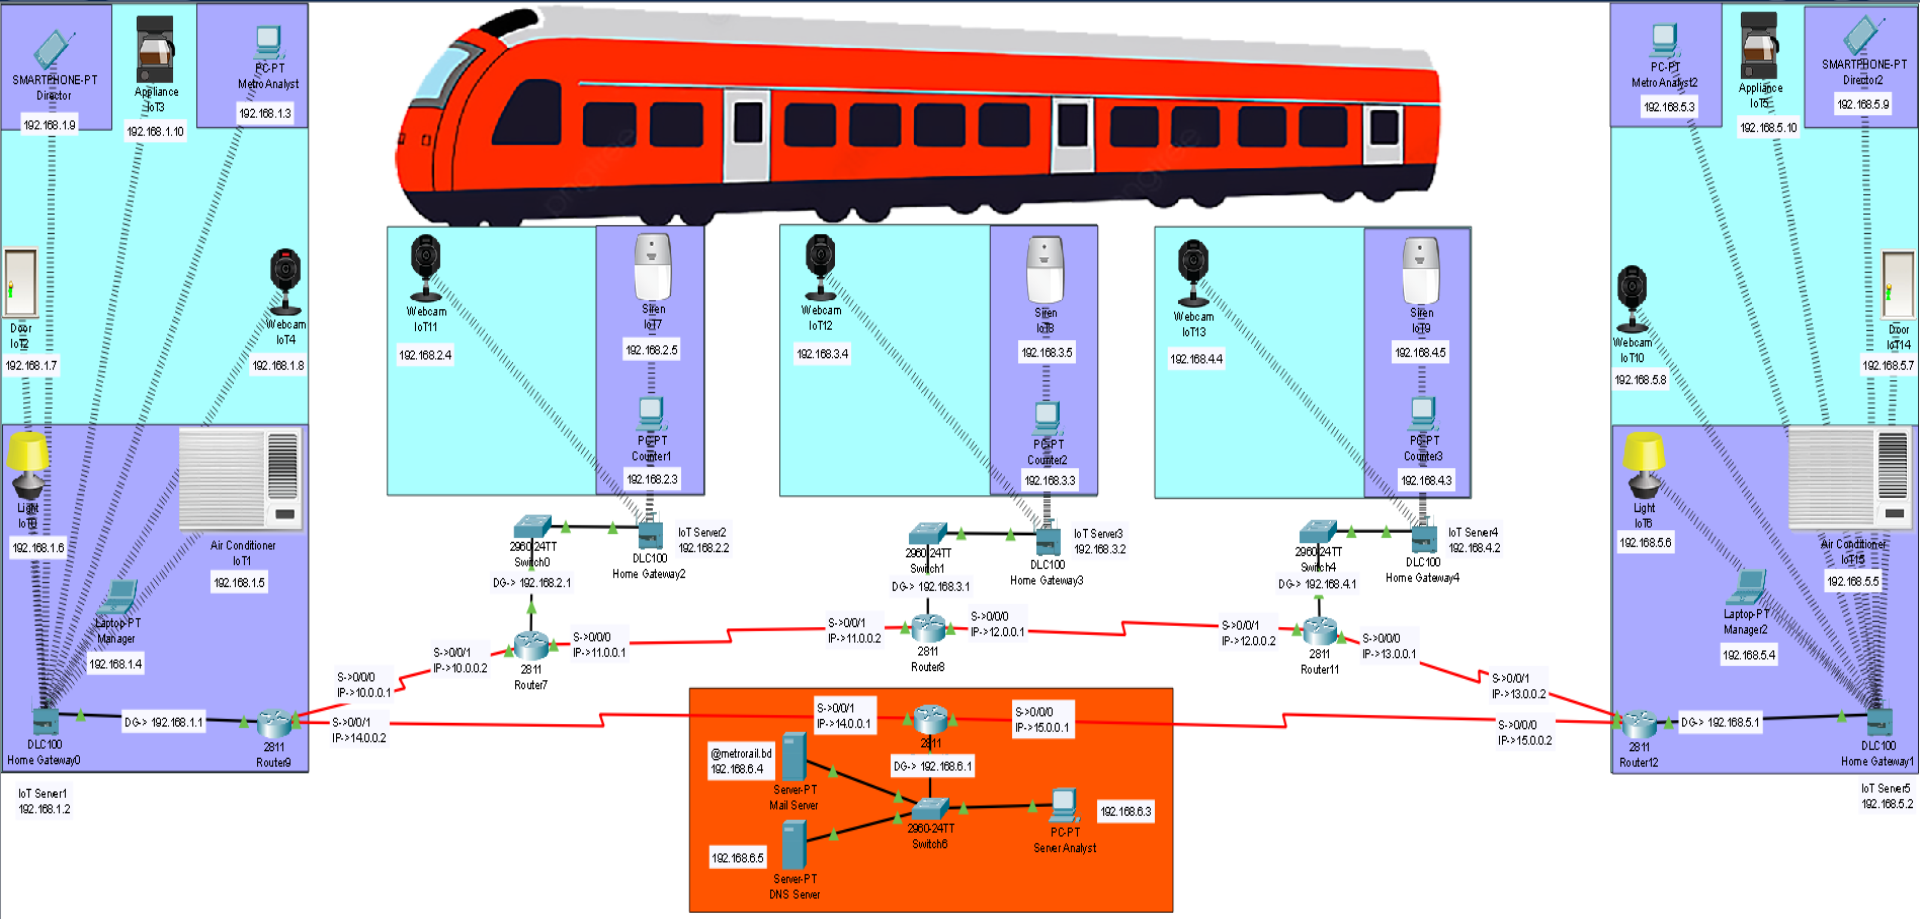 SMARTPHONE-PT
Director
192.168.1.9
Appliance
IoT3
192.168.1.10
PC-PT
Metro Analyst
192.168.1.3
Door
IoT2
192.168.1.7
Webcam
IoT4
192.168.1.8
Light
192.168.1.6
Air Conditioner
IoT1
192.168.1.5
Laptop-PT
Manager
192.168.1.4
DLC100
Home Gateway0
DG-> 192.168.1.1
2811
Router9
IoT Server1
192.168.1.2
S->0/0/0
IP->10.0.0.1
S->0/0/1
IP->14.0.0.2
Webcam
IoT11
192.168.2.4
Siren
IoT7
192.168.2.5
PC-PT
Counter1
192.168.2.3
2960-24TT
Switch0
DLC100
Home Gateway2
IoT Server2
192.168.2.2
DG-> 192.168.2.1
S->0/0/1
IP->10.0.0.2
2811
Router7
S->0/0/0
IP->11.0.0.1
Webcam
IoT12
192.168.3.4
Siren
IoT8
192.168.3.5
PC-PT
Counter2
192.168.3.3
2960-24TT
Switch1
DLC100
Home Gateway3
IoT Server3
192.168.3.2
DG-> 192.168.3.1
S->0/0/1
IP->11.0.0.2
2811
Router8
S->0/0/0
IP->12.0.0.1
Webcam
IoT13
192.168.4.4
Siren
IoT9
192.168.4.5
PC-PT
Counter3
192.168.4.3
2960-24TT
Switch4
DLC100
Home Gateway4
IoT Server4
192.168.4.2
DG-> 192.168.4.1
S->0/0/1
IP->12.0.0.2
2811
Router11
S->0/0/0
IP->13.0.0.1
S->0/0/1
IP->14.0.0.1
2811
S->0/0/0
IP->15.0.0.1
DG-> 192.168.6.1
@metrorail.bd
192.168.6.4
Server-PT
Mail Server
2960-24TT
Switch6
192.168.6.5
Server-PT
DNS Server
PC-PT
Server Analyst
192.168.6.3
S->0/0/1
IP->13.0.0.2
S->0/0/0
IP->15.0.0.2
PC-PT
Metro Analyst2
192.168.5.3
Appliance
IoT5
192.168.5.10
SMARTPHONE-PT
Director2
192.168.5.9
Webcam
IoT10
192.168.5.8
Door
IoT14
192.168.5.7
Light
IoT6
192.168.5.6
Air Conditioner
IoT15
192.168.5.5
Laptop-PT
Manager2
192.168.5.4
2811
Router12
DG-> 192.168.5.1
DLC100
Home Gateway1
IoT Server5
192.168.5.2